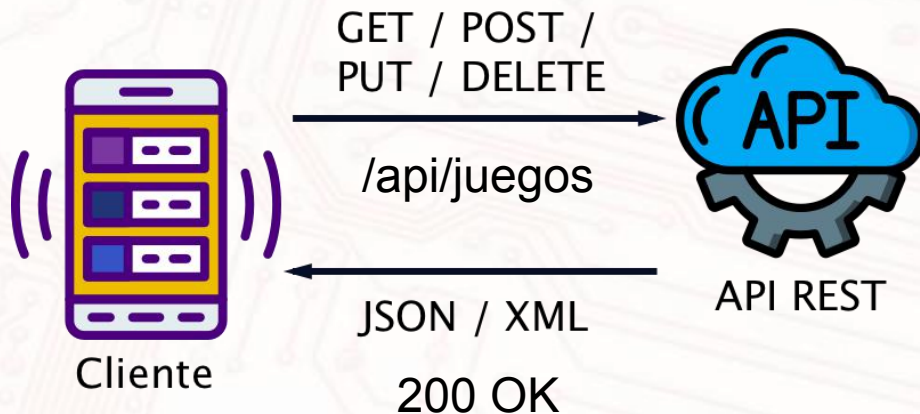 GET / POST /
PUT / DELETE
/api/juegos
JSON / XML
200 OK
Cliente
API
API REST